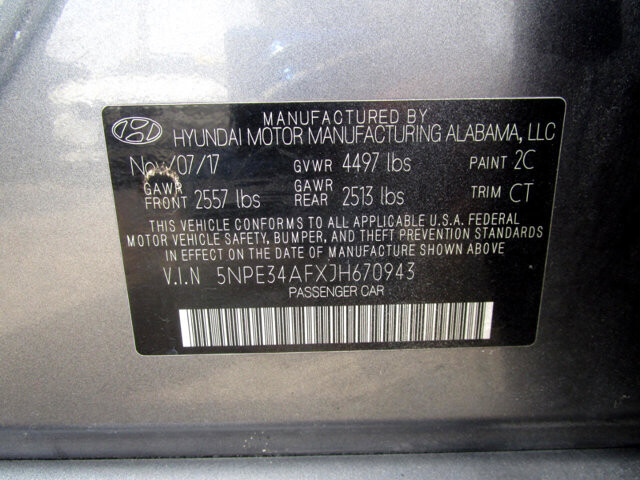 MANUFACTURED BY
HYUNDAI MOTOR MANUFACTURING ALABAMA, LLC
Nov/07/17 GVWR 4497 lbs PAINT 2C
GAWR FRONT 2557 lbs GAWR REAR 2513 lbs TRIM CT
THIS VEHICLE CONFORMS TO ALL APPLICABLE U.S.A. FEDERAL
MOTOR VEHICLE SAFETY, BUMPER, AND THEFT PREVENTION STANDARDS
IN EFFECT ON THE DATE OF MANUFACTURE SHOWN ABOVE
V.I.N 5NPE34AFXJH670943
PASSENGER CAR